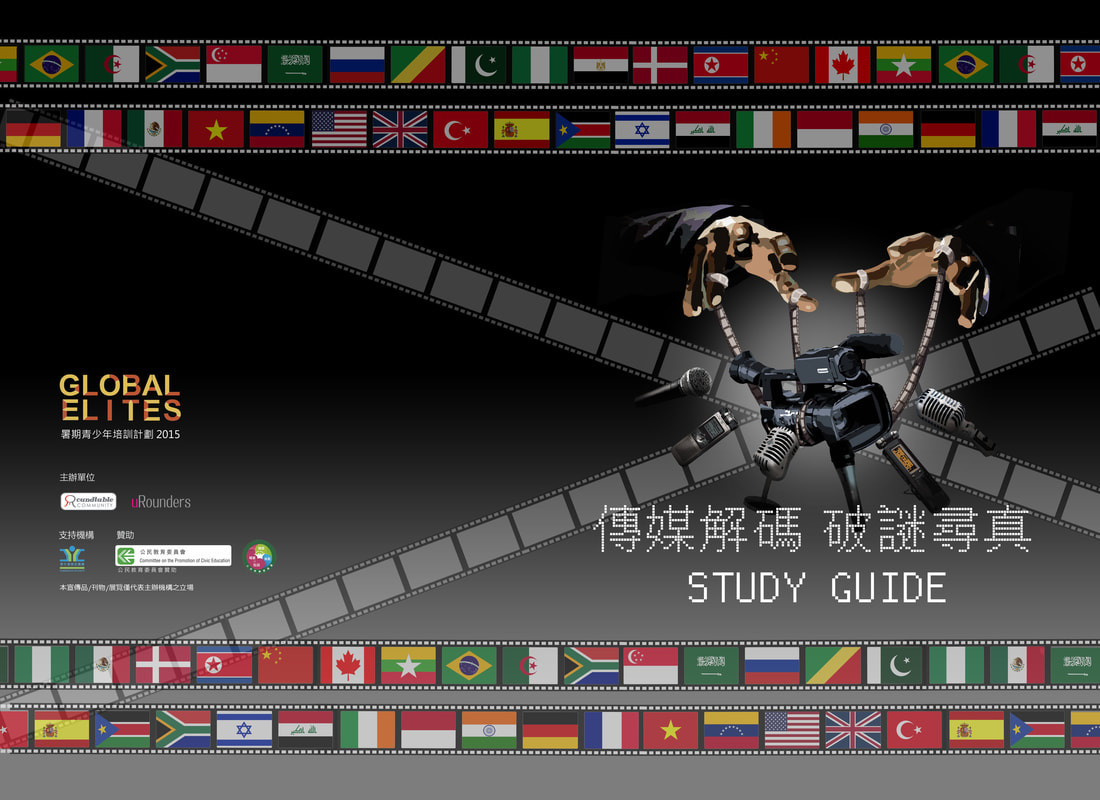 GLOBAL
ELITES
暑期青少年培訓計劃 2015
主辦單位
Roundtable
COMMUNITY
uRounders
支持機構
贊助
公民教育委員會
Committee on the Promotion of Civic Education
公民教育委員會贊助
本宣傳品/刊物/展覽僅代表主辦機構之立場
傳媒解碼 破謎尋真
STUDY GUIDE